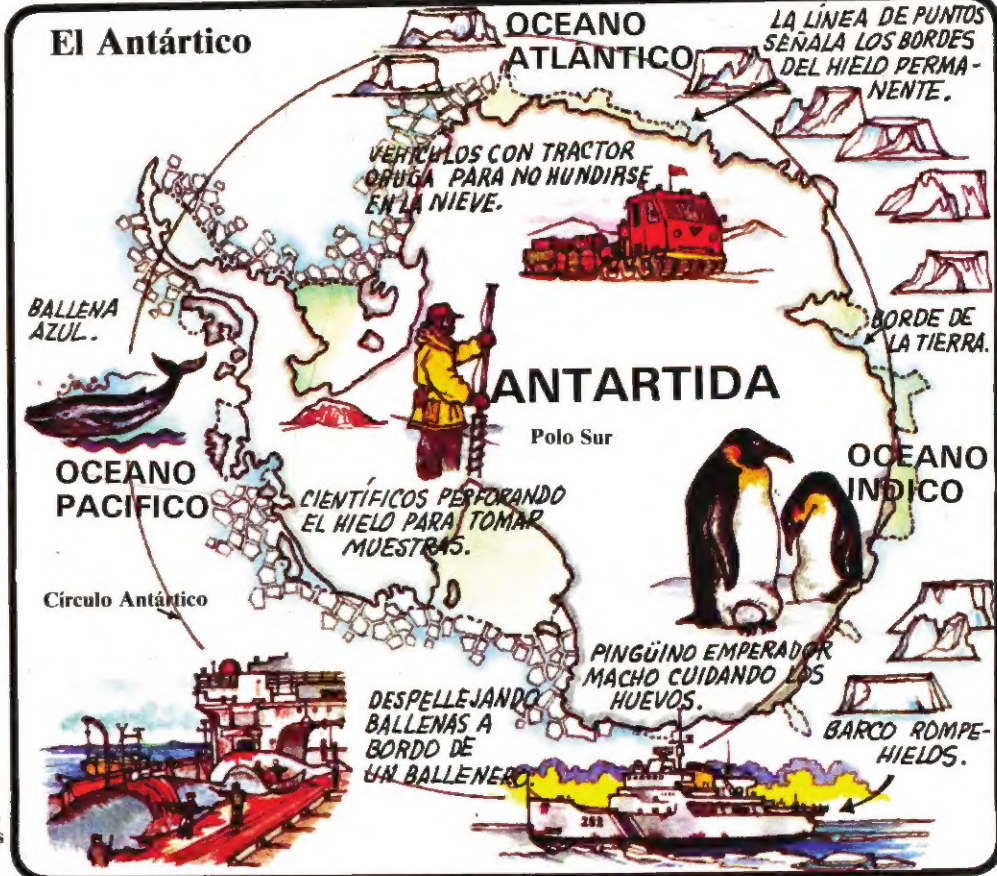 El Antártico
OCEANO
ATLÁNTICO
LA LÍNEA DE PUNTOS
SEÑALA LOS BORDES
DEL HIELO PERMA-
NENTE.
VEHÍCULOS CON TRACTOR
ORUGA PARA NO HUNDIRSE
EN LA NIEVE.
BALLENA
AZUL.
BORDE DE
LA TIERRA.
ANTARTIDA
Polo Sur
OCEANO
PACIFICO
OCEANO
INDICO
CIENTÍFICOS PERFORANDO
EL HIELO PARA TOMAR
MUESTRAS.
Círculo Antártico
PINGÜINO EMPERADOR
MACHO CUIDANDO LOS
HUEVOS.
DESPELLEJANDO
BALLENAS A
BORDO DE
UN BALLENERO.
BARCO ROMPE-
HIELOS.